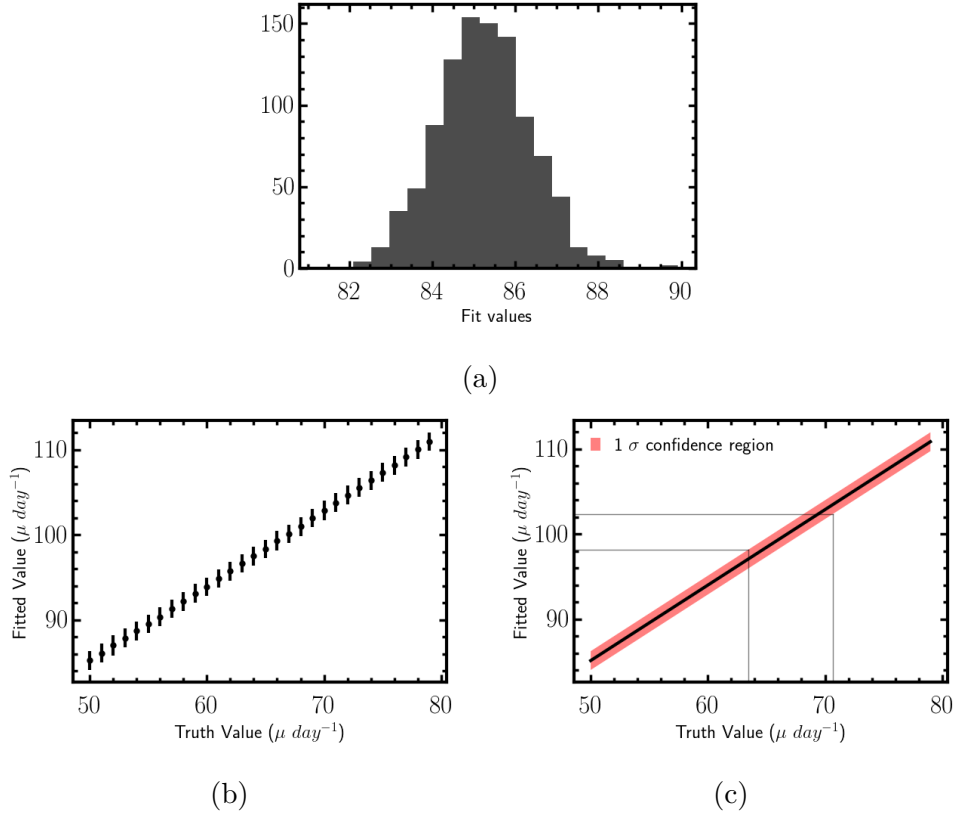 150
100
50
0
82 84 86 88 90
Fit values
(a)
110
100
90
50 60 70 80
Fitted Value (μ day⁻¹)
Truth Value (μ day⁻¹)
(b)
1 σ confidence region
110
100
90
50 60 70 80
Fitted Value (μ day⁻¹)
Truth Value (μ day⁻¹)
(c)